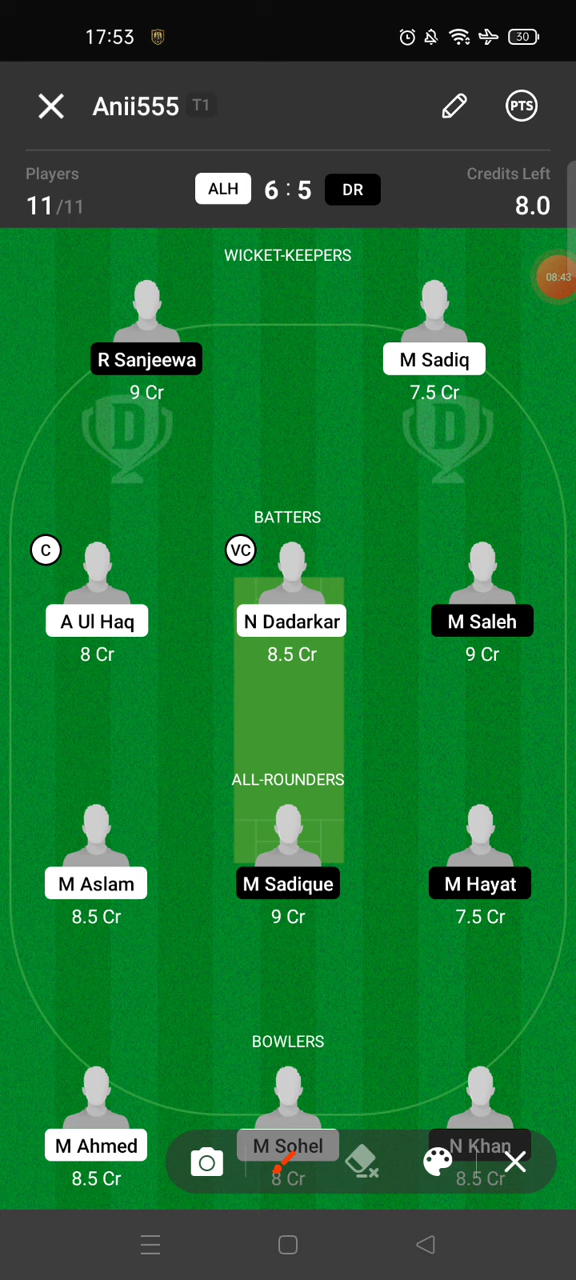 17:53
30
Anii555 T1
PTS
Players
Credits Left
11/11
ALH 6 : 5 DR
8.0
WICKET-KEEPERS
08:43
R Sanjeewa
M Sadiq
9 Cr
7.5 Cr
D
D
BATTERS
C
VC
A Ul Haq
N Dadarkar
M Saleh
8 Cr
8.5 Cr
9 Cr
ALL-ROUNDERS
M Aslam
M Sadique
M Hayat
8.5 Cr
9 Cr
7.5 Cr
BOWLERS
M Ahmed
M Sohel
N Khan
8.5 Cr
8 Cr
8.5 Cr